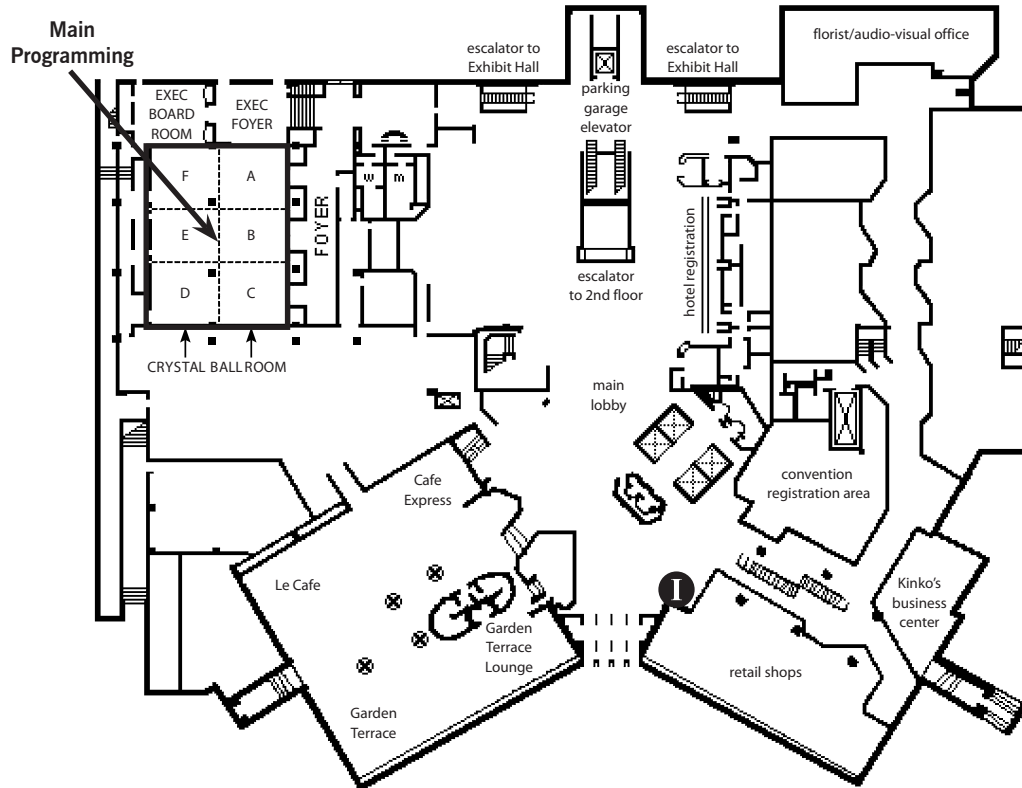 Main
Programming
escalator to
Exhibit Hall
escalator to
Exhibit Hall
florist/audio-visual office
parking
garage
elevator
EXEC
BOARD
ROOM
EXEC
FOYER
F
A
E
B
D
C
FOYER
w
m
CRYSTAL BALLROOM
escalator
to 2nd floor
hotel registration
main
lobby
Cafe
Express
convention
registration area
Le Cafe
I
Kinko's
business
center
Garden
Terrace
Lounge
retail shops
Garden
Terrace